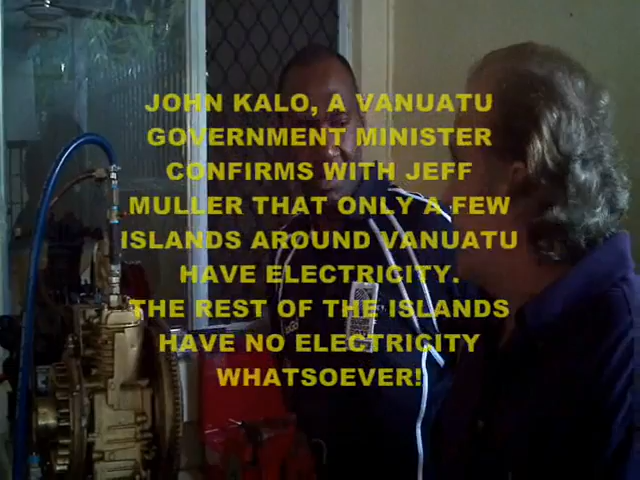 JOHN KALO, A VANUATU
GOVERNMENT MINISTER
CONFIRMS WITH JEFF
MULLER THAT ONLY A FEW
ISLANDS AROUND VANUATU
HAVE ELECTRICITY.
THE REST OF THE ISLANDS
HAVE NO ELECTRICITY
WHATSOEVER!